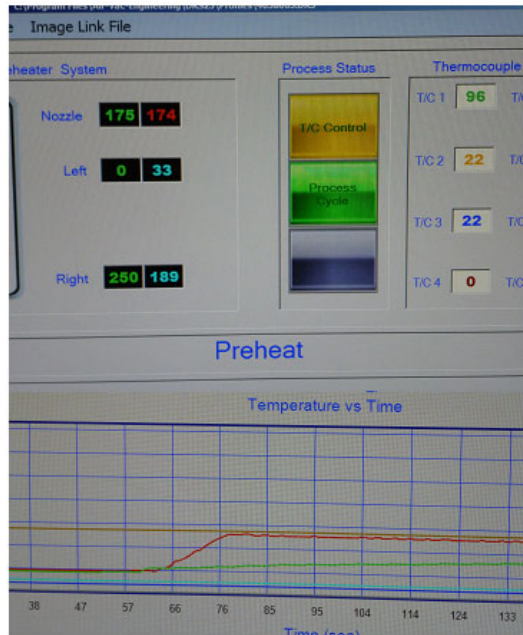 Image Link File
System
Process Status
Thermocouple
Nozzle 175 174
T/C Control
T/C 1 96
Left 0 33
Process
Cycle
T/C 2 22
T/C 3 22
Right 250 189
T/C 4 0
Preheat
Temperature vs Time
38 47 57 66 76 85 95 104 114 124 133
Time (sec)